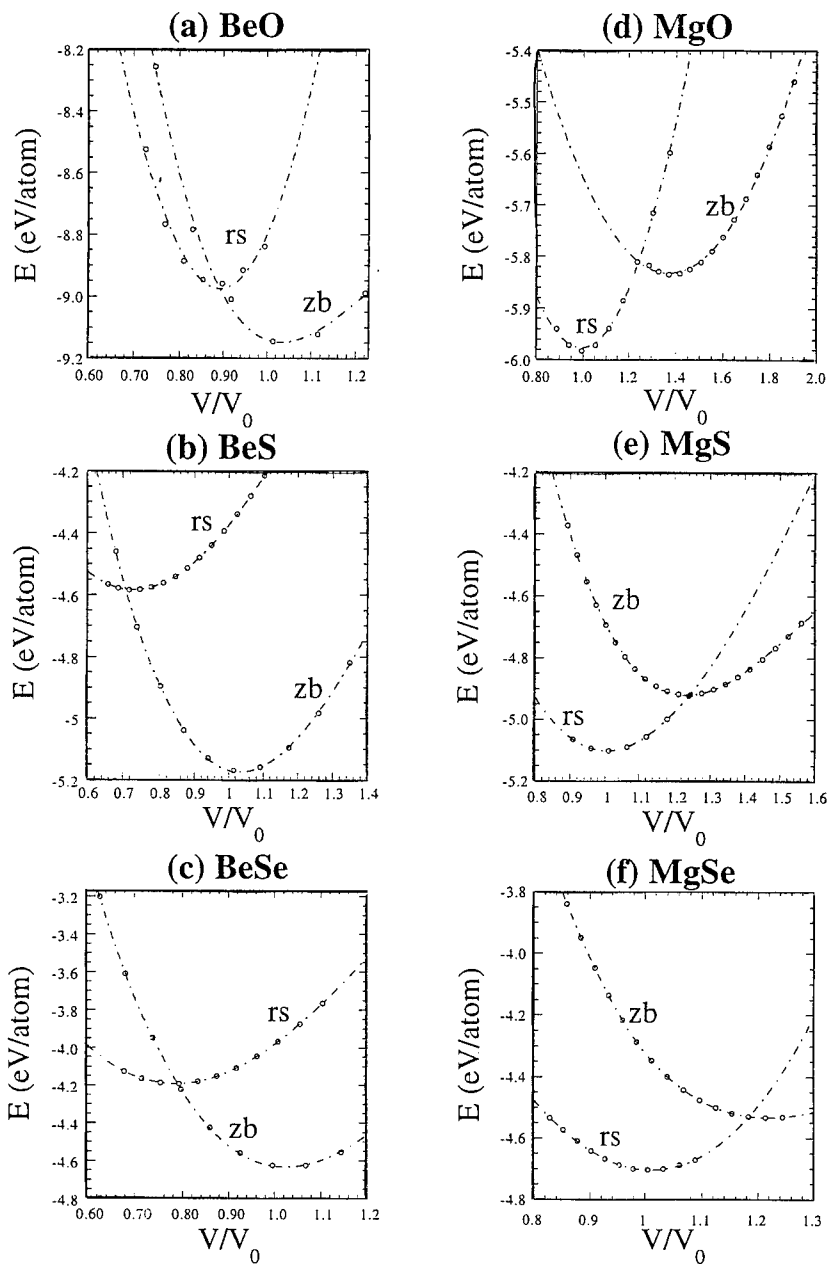 (a) BeO
-8.2
-8.4
-8.6
-8.8
-9.0
-9.2
E (eV/atom)
rs
zb
0.60 0.70 0.80 0.90 1.0 1.1 1.2
V/V0
(d) MgO
-5.4
-5.5
-5.6
-5.7
-5.8
-5.9
-6.0
E (eV/atom)
zb
rs
0.80 1.0 1.2 1.4 1.6 1.8 2.0
V/V0
(b) BeS
-4.2
-4.4
-4.6
-4.8
-5.0
-5.2
E (eV/atom)
rs
zb
0.6 0.7 0.8 0.9 1.0 1.1 1.2 1.3 1.4
V/V0
(e) MgS
-4.2
-4.4
-4.6
-4.8
-5.0
-5.2
E (eV/atom)
zb
rs
0.8 0.9 1.0 1.1 1.2 1.3 1.4 1.5 1.6
V/V0
(c) BeSe
-3.2
-3.4
-3.6
-3.8
-4.0
-4.2
-4.4
-4.6
-4.8
E (eV/atom)
rs
zb
0.60 0.70 0.80 0.90 1.0 1.1 1.2
V/V0
(f) MgSe
-3.8
-4.0
-4.2
-4.4
-4.6
-4.8
E (eV/atom)
zb
rs
0.8 0.9 1 1.1 1.2 1.3
V/V0